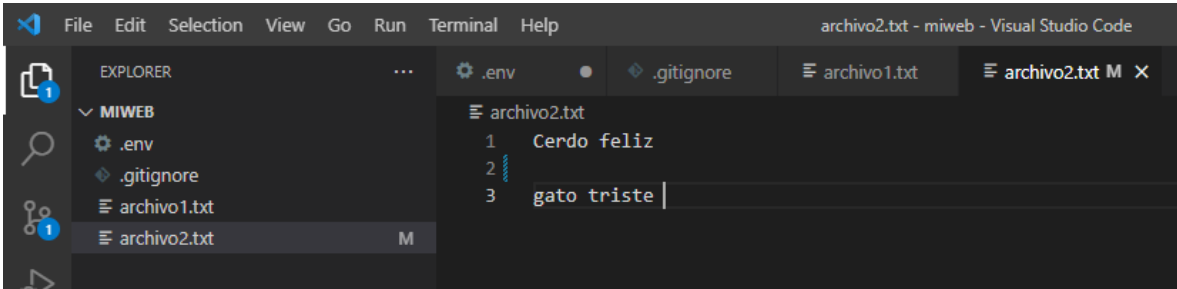 File Edit Selection View Go Run Terminal Help archivo2.txt - miweb - Visual Studio Code
EXPLORER ··· .env ● .gitignore archivo1.txt archivo2.txt M ×
1
MIWEB
archivo2.txt
.env
1 Cerdo feliz
.gitignore
2
archivo1.txt
3 gato triste
1
archivo2.txt M